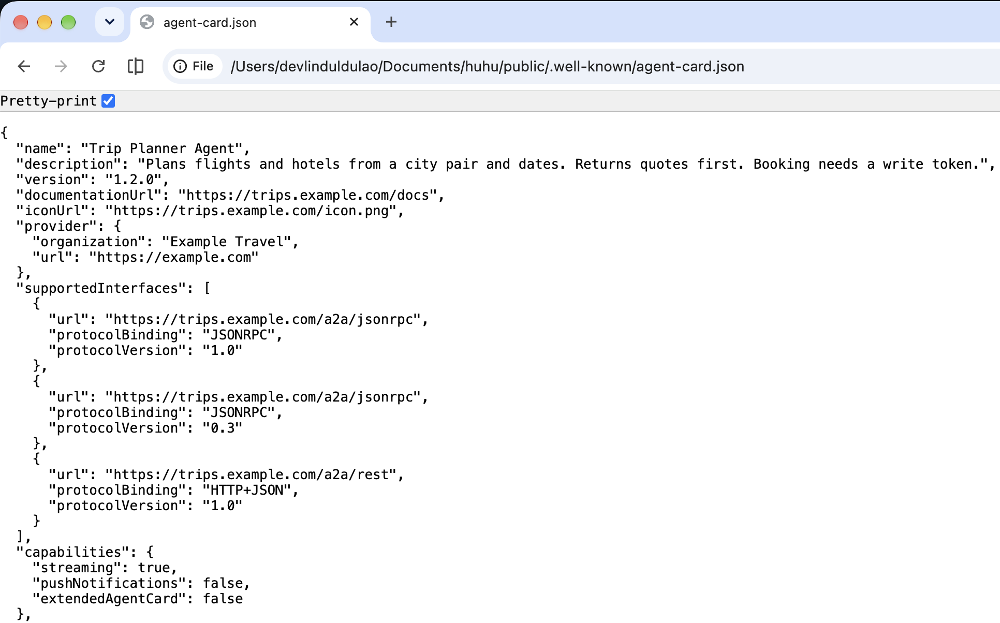 agent-card.json
File
/Users/devlinduldulao/Documents/huhu/public/.well-known/agent-card.json
Pretty-print
{
  "name": "Trip Planner Agent",
  "description": "Plans flights and hotels from a city pair and dates. Returns quotes first. Booking needs a write token.",
  "version": "1.2.0",
  "documentationUrl": "https://trips.example.com/docs",
  "iconUrl": "https://trips.example.com/icon.png",
  "provider": {
    "organization": "Example Travel",
    "url": "https://example.com"
  },
  "supportedInterfaces": [
    {
      "url": "https://trips.example.com/a2a/jsonrpc",
      "protocolBinding": "JSONRPC",
      "protocolVersion": "1.0"
    },
    {
      "url": "https://trips.example.com/a2a/jsonrpc",
      "protocolBinding": "JSONRPC",
      "protocolVersion": "0.3"
    },
    {
      "url": "https://trips.example.com/a2a/rest",
      "protocolBinding": "HTTP+JSON",
      "protocolVersion": "1.0"
    }
  ],
  "capabilities": {
    "streaming": true,
    "pushNotifications": false,
    "extendedAgentCard": false
  },